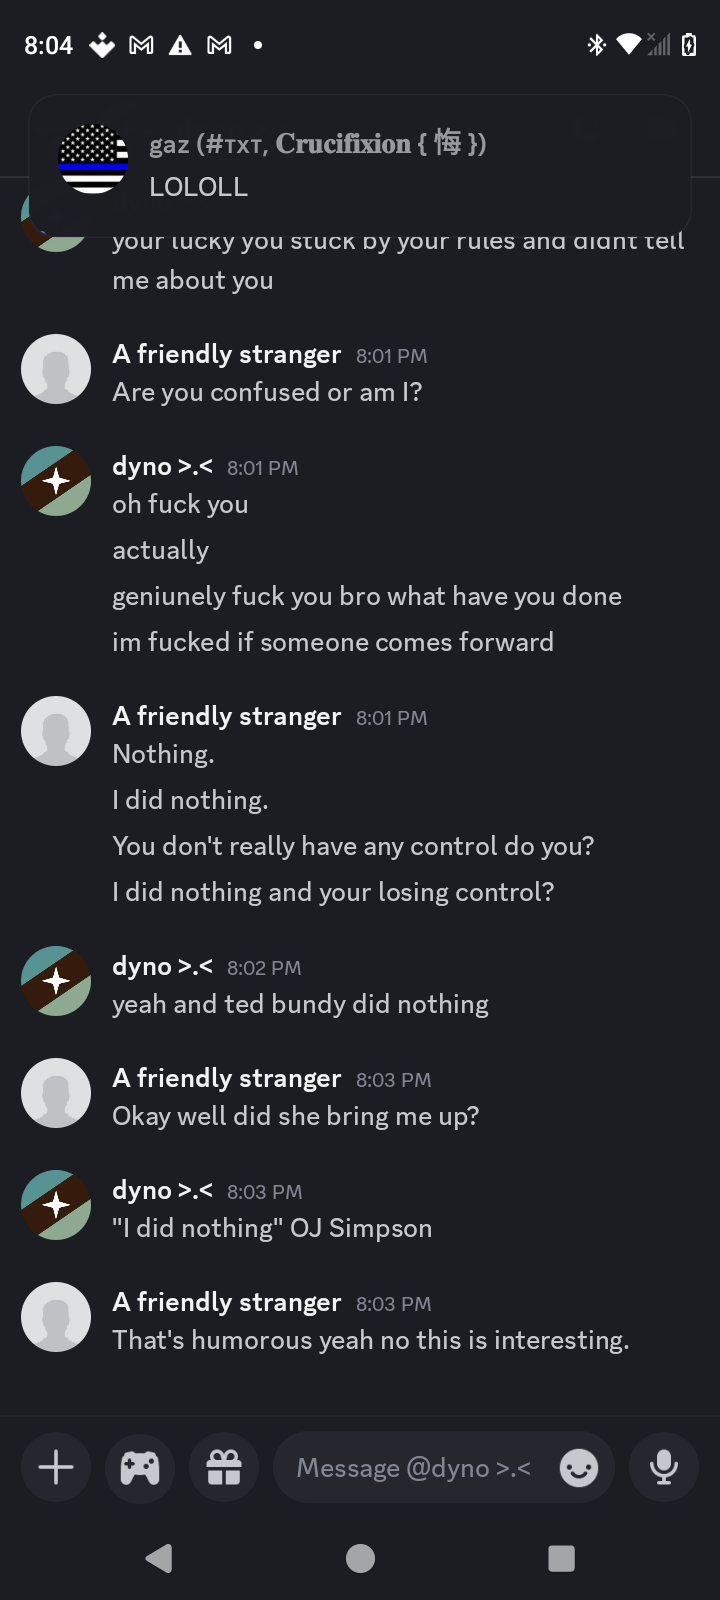 8:04
gaz (#TXT, Crucifixion { 悔 })
LOLOLL
your lucky you stuck by your rules and didnt tell
me about you
A friendly stranger 8:01 PM
Are you confused or am I?
dyno >.< 8:01 PM
oh fuck you
actually
geniunely fuck you bro what have you done
im fucked if someone comes forward
A friendly stranger 8:01 PM
Nothing.
I did nothing.
You don't really have any control do you?
I did nothing and your losing control?
dyno >.< 8:02 PM
yeah and ted bundy did nothing
A friendly stranger 8:03 PM
Okay well did she bring me up?
dyno >.< 8:03 PM
"I did nothing" OJ Simpson
A friendly stranger 8:03 PM
That's humorous yeah no this is interesting.
Message @dyno >.<